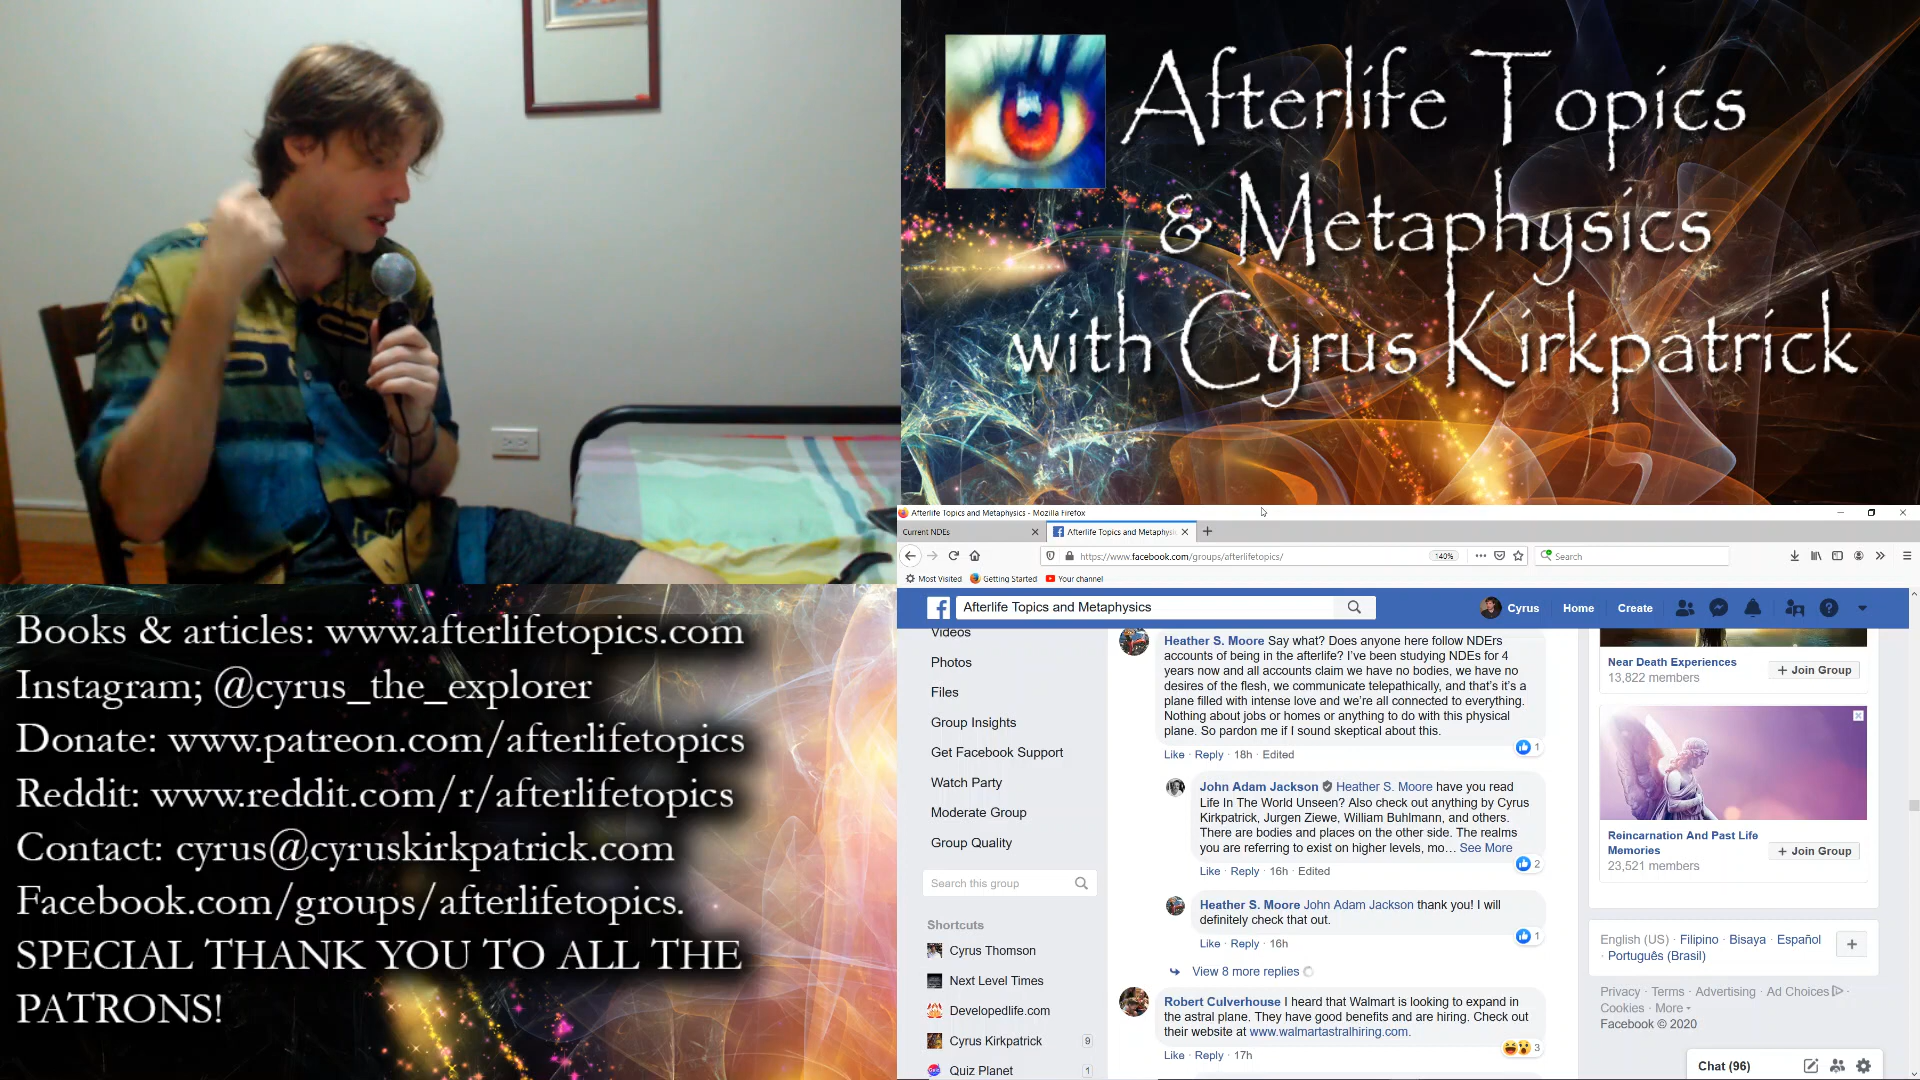 Afterlife Topics
& Metaphysics
with Cyrus Kirkpatrick
Books & articles: www.afterlifetopics.com
Instagram; @cyrus_the_explorer
Donate: www.patreon.com/afterlifetopics
Reddit: www.reddit.com/r/afterlifetopics
Contact: cyrus@cyruskirkpatrick.com
Facebook.com/groups/afterlifetopics.
SPECIAL THANK YOU TO ALL THE
PATRONS!
Afterlife Topics and Metaphysics - Mozilla Firefox
Current NDEs
Afterlife Topics and Metaphysi
https://www.facebook.com/groups/afterlifetopics/
140%
Search
Most Visited
Getting Started
Your channel
Afterlife Topics and Metaphysics
Cyrus
Home
Create
Videos
Photos
Files
Group Insights
Get Facebook Support
Watch Party
Moderate Group
Group Quality
Search this group
Shortcuts
Cyrus Thomson
Next Level Times
Developedlife.com
Cyrus Kirkpatrick 9
Quiz Planet 1
Heather S. Moore Say what? Does anyone here follow NDErs
accounts of being in the afterlife? I've been studying NDEs for 4
years now and all accounts claim we have no bodies, we have no
desires of the flesh, we communicate telepathically, and that's it's a
plane filled with intense love and we're all connected to everything.
Nothing about jobs or homes or anything to do with this physical
plane. So pardon me if I sound skeptical about this.
1
Like · Reply · 18h · Edited
John Adam Jackson Heather S. Moore have you read
Life In The World Unseen? Also check out anything by Cyrus
Kirkpatrick, Jurgen Ziewe, William Buhlmann, and others.
There are bodies and places on the other side. The realms
you are referring to exist on higher levels, mo... See More
2
Like · Reply · 16h · Edited
Heather S. Moore John Adam Jackson thank you! I will
definitely check that out.
1
Like · Reply · 16h
View 8 more replies
Robert Culverhouse I heard that Walmart is looking to expand in
the astral plane. They have good benefits and are hiring. Check out
their website at www.walmartastralhiring.com.
3
Like · Reply · 17h
Near Death Experiences
13,822 members
+ Join Group
Reincarnation And Past Life
Memories
23,521 members
+ Join Group
English (US) · Filipino · Bisaya · Español
· Português (Brasil)
Privacy · Terms · Advertising · Ad Choices ·
Cookies · More
Facebook © 2020
Chat (96)